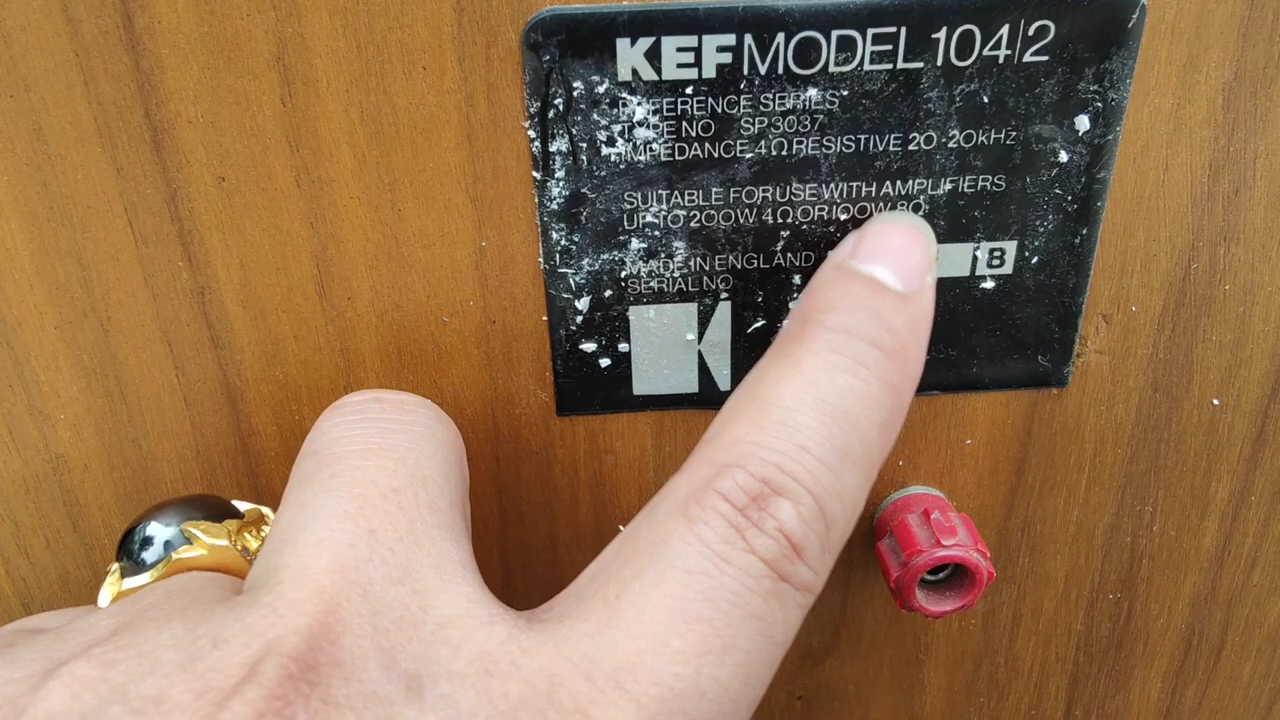 KEF MODEL 104/2
REFERENCE SERIES
TYPE NO SP3037
IMPEDANCE 4Ω RESISTIVE 20-20kHz
SUITABLE FOR USE WITH AMPLIFIERS
UP TO 200W 4Ω OR 100W 8Ω
MADE IN ENGLAND
B
SERIAL NO